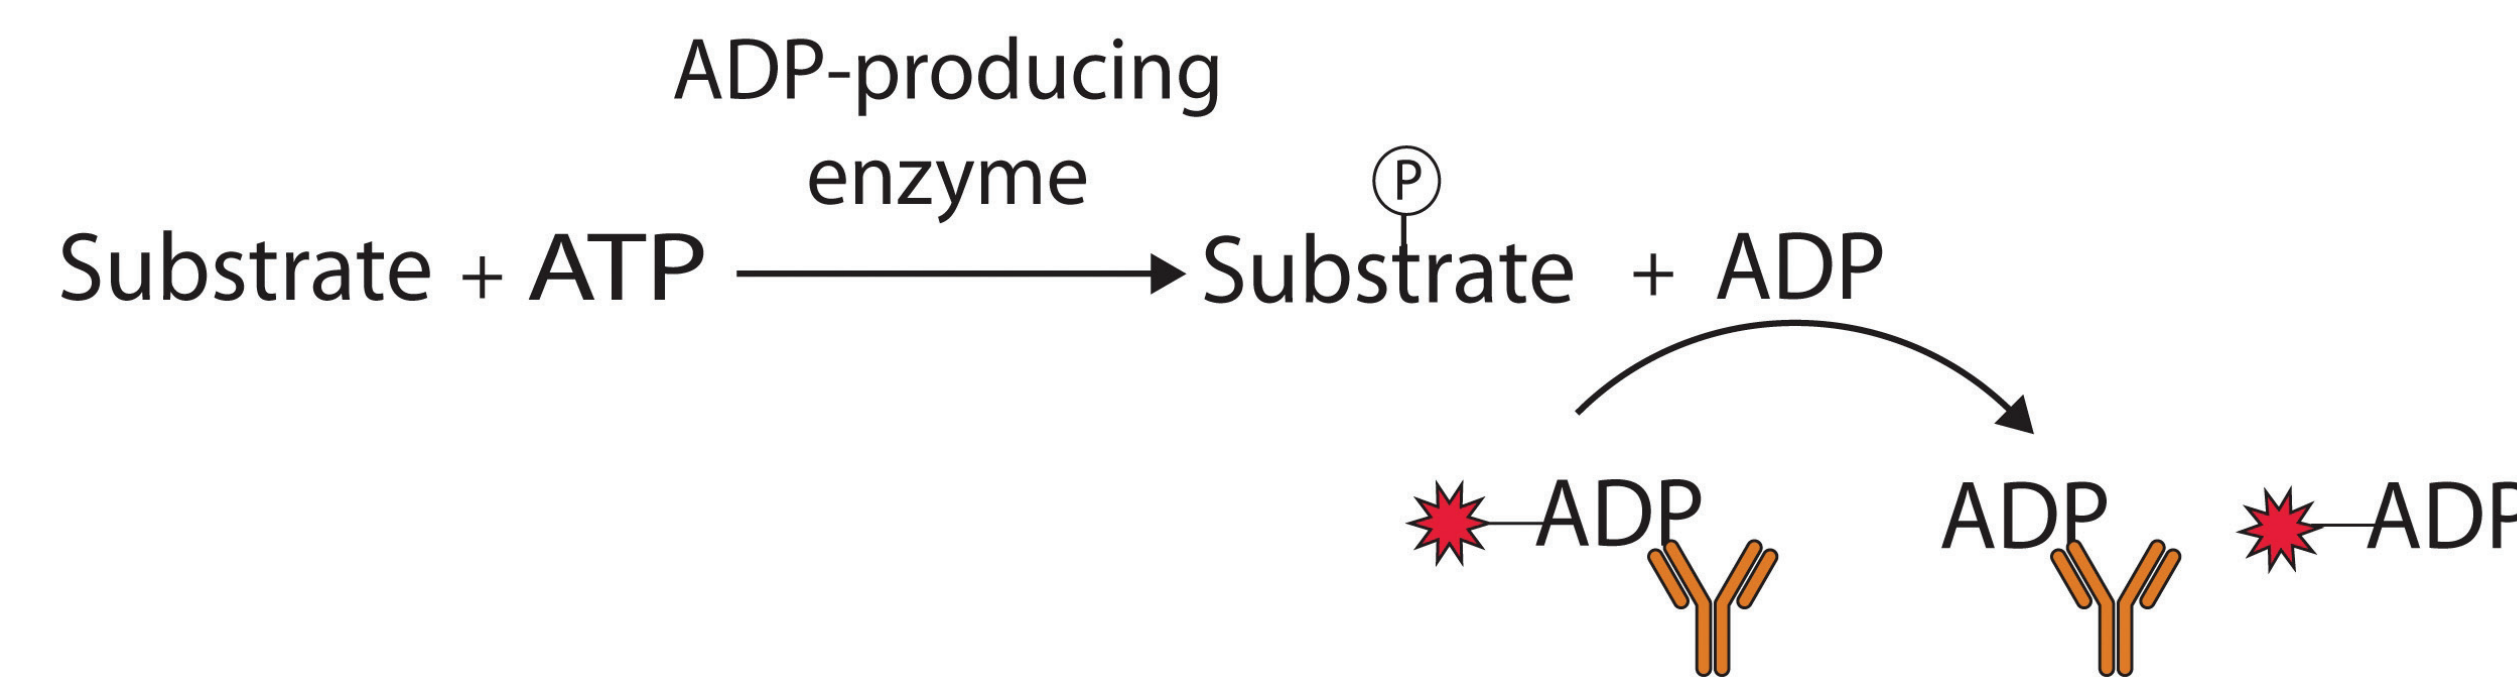 ADP-producing
enzyme
P
Substrate + ATP Substrate + ADP
ADP ADP ADP